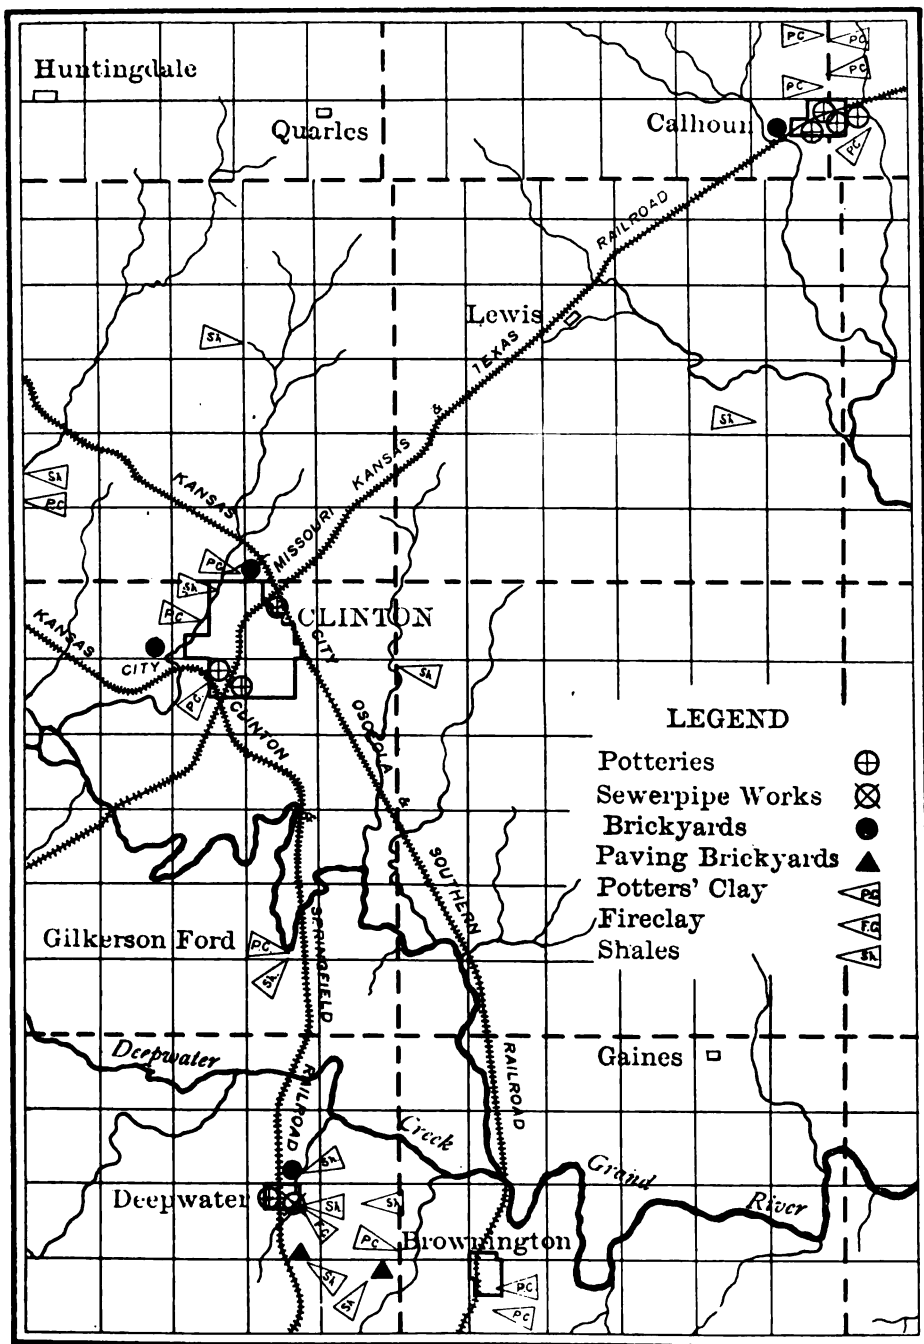 PC
PC
Huntingdale
PC
PC
Quarles
Calhoun
PC
RAILROAD
Lewis
TEXAS
Sh
&
Sh
KANSAS
Sh
PC
KANSAS
MISSOURI
PC
Sh
PC
CLINTON
KANSAS
CITY
CITY
Sh
P.C.
CLINTON
OSCEOLA
LEGEND
Potteries
Sewerpipe Works
Brickyards
Paving Brickyards
Potters' Clay PC
Fireclay F.C.
Shales Sh
&
&
SOUTHERN
Gilkerson Ford
PC
Sh
SPRINGFIELD
Deepwater
Gaines
RAILROAD
RAILROAD
Creek
Sh
Grand
River
Deepwater
Sh
Sh
F.C.
PC
Brownington
Sh
Sh
PC
PC